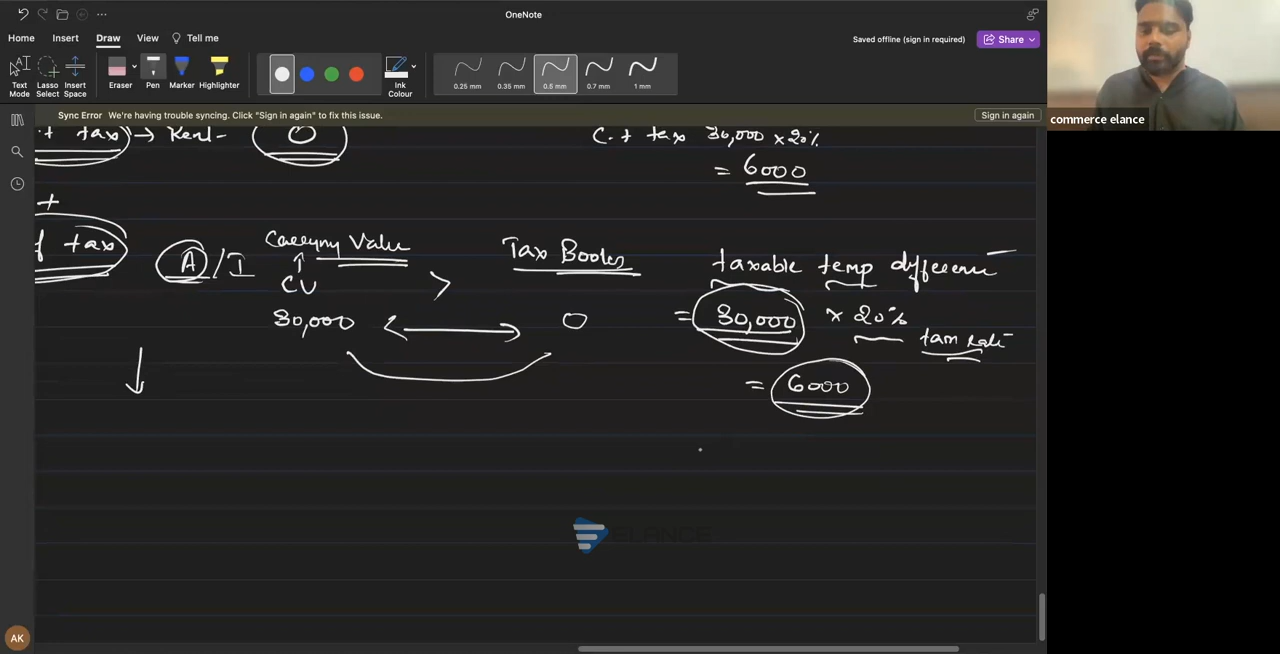 OneNote
Home Insert Draw View Tell me
Saved offline (sign in required)
Share
Text Mode
Lasso Select
Insert Space
Eraser
Pen
Marker
Highlighter
Ink Colour
0.25 mm
0.35 mm
0.5 mm
0.7 mm
1 mm
Sync Error We're having trouble syncing. Click "Sign in again" to fix this issue.
Sign in again
commerce elance
tax → Rent - 0
C. t tax 30,000 x 20%
= 6000
+
f tax
A / I Carrying Value Tax Books taxable temp difference
CV >
30,000 0 = 30,000 x 20% tax rate
= 6000
ELANCE
AK